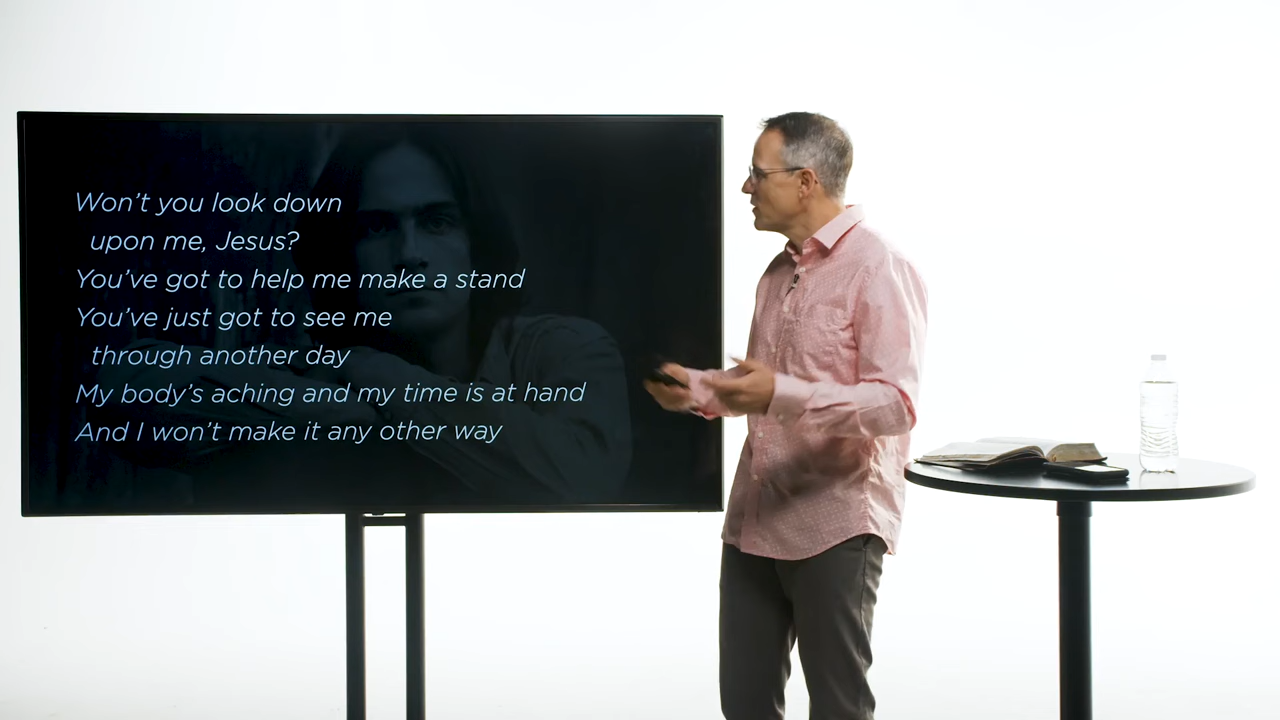 Won't you look down
upon me, Jesus?
You've got to help me make a stand
You've just got to see me
through another day
My body's aching and my time is at hand
And I won't make it any other way